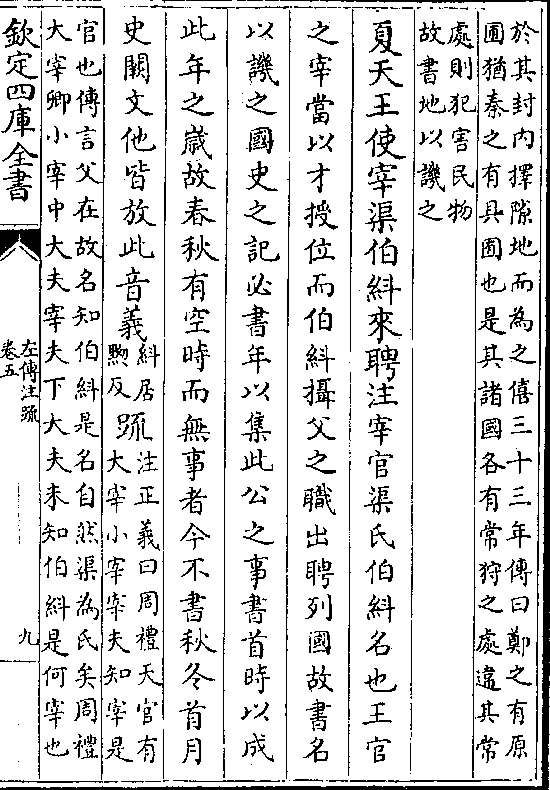 於其封内擇隙地而為之僖三十三年傳曰鄭之有原
圃猶秦之有具囿也是其諸國各有常狩之處違其常
處則犯害民物
故書地以譏之
夏天王使宰渠伯糾來聘注宰官渠氏伯糾名也王官
之宰當以才授位而伯糾攝父之職出聘列國故書名
以譏之國史之記必書年以集此公之事書首時以成
此年之歳故春秋有空時而無事者今不書秋冬首月
史闕文他皆放此音義糾居
黝反疏注正義曰周禮天官有
大宰小宰宰夫知宰是
官也傳言父在故名知伯糾是名自然渠為氏矣周禮
大宰卿小宰中大夫宰夫下大夫未知伯糾是何宰也
欽定四庫全書
左傳注疏
卷五
九